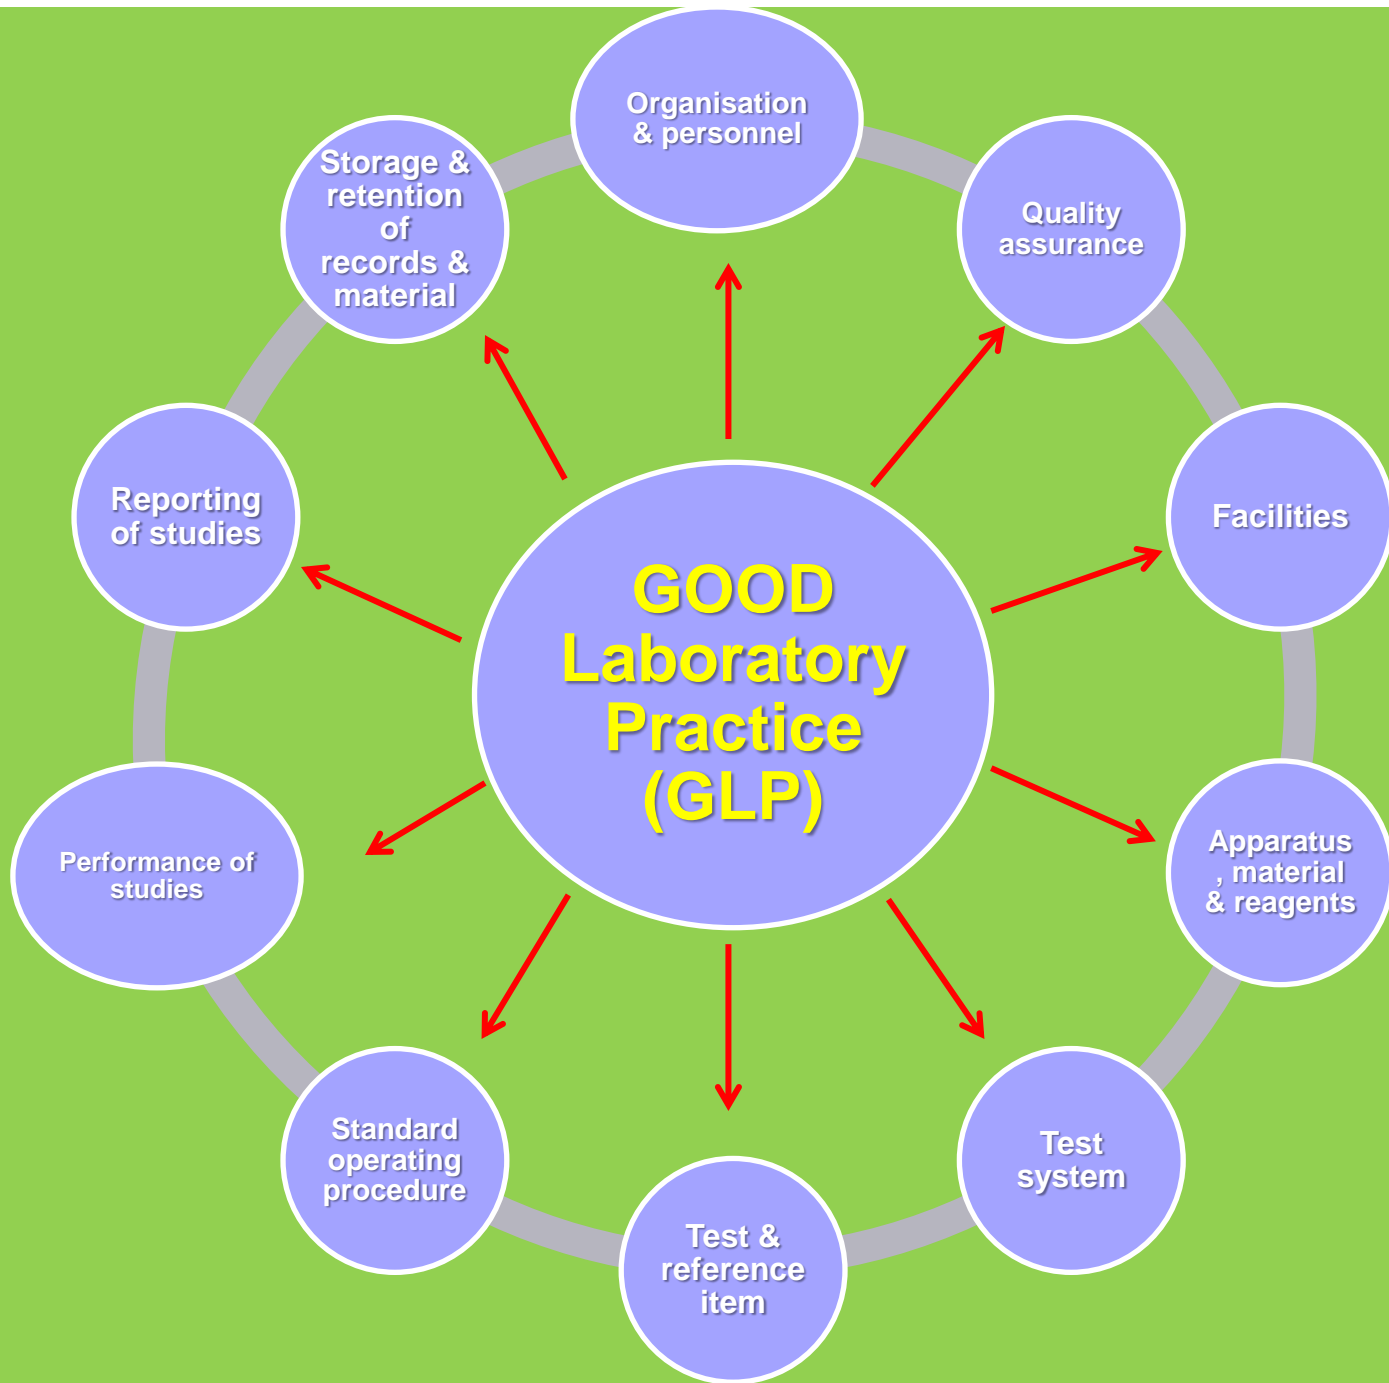 Organisation
& personnel
Quality
assurance
Facilities
Apparatus
, material
& reagents
Test
system
Test &
reference
item
Standard
operating
procedure
Performance of
studies
Reporting
of studies
Storage &
retention
of
records &
material
GOOD
Laboratory
Practice
(GLP)